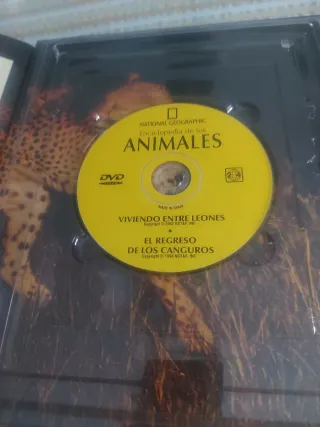 NATIONAL GEOGRAPHIC
Enciclopedia de los
ANIMALES
DVD
VIVIENDO ENTRE LEONES
EL REGRESO
DE LOS CANGUROS